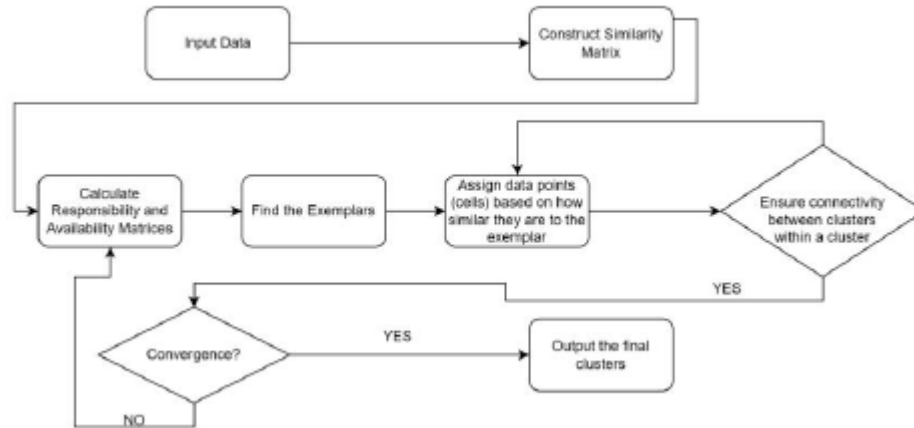 Input Data
Construct Similarity
Matrix
Calculate
Responsibility and
Availability Matrices
Find the Exemplars
Assign data points
(cells) based on how
similar they are to the
exemplar
Ensure connectivity
between clusters
within a cluster
YES
Convergence?
YES
Output the final
clusters
NO